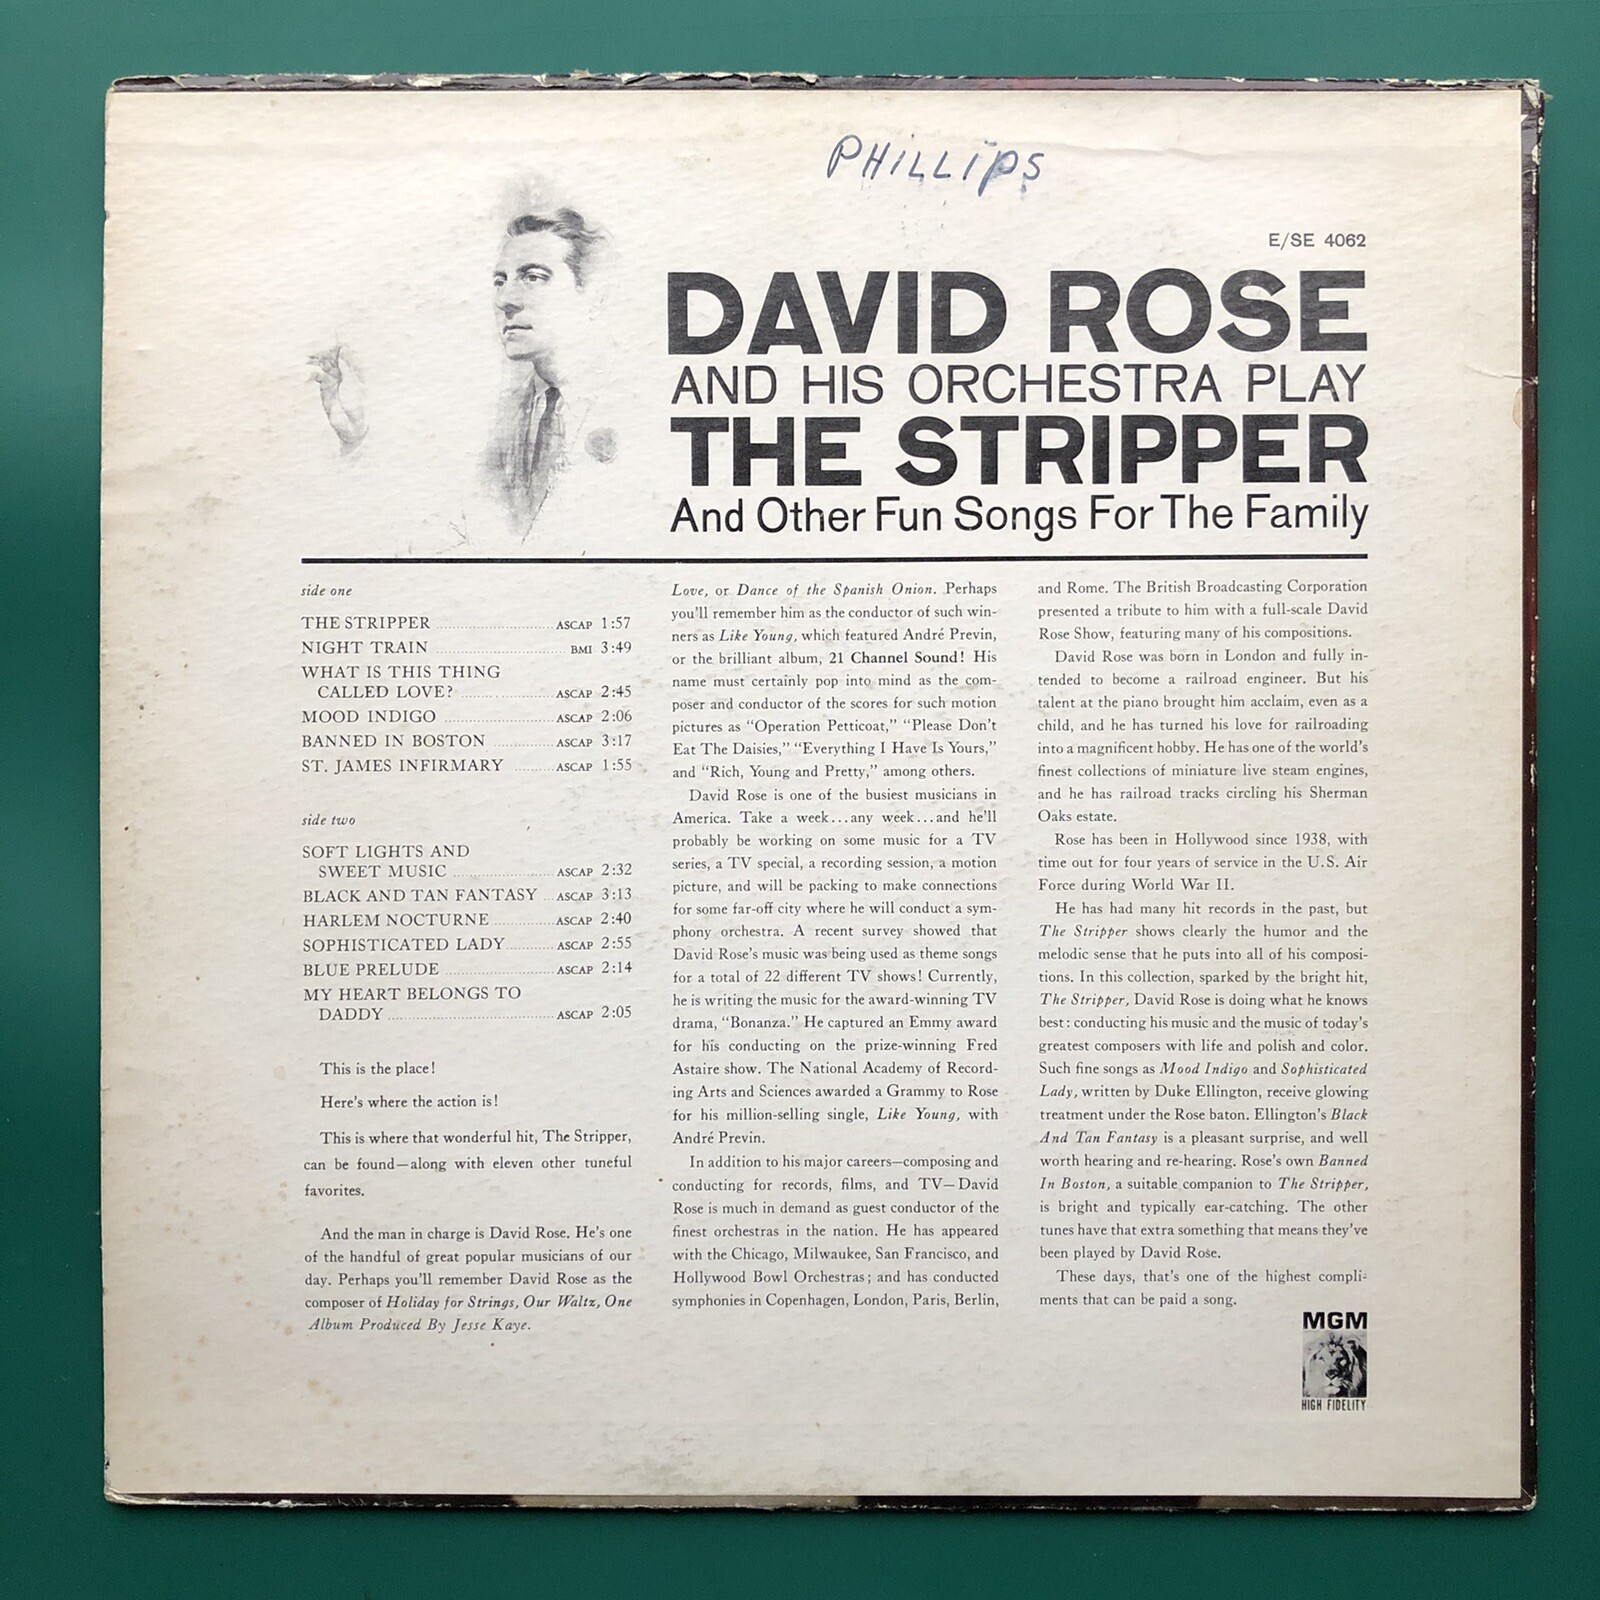 PHILLIPS
E/SE 4062
DAVID ROSE
AND HIS ORCHESTRA PLAY
THE STRIPPER
And Other Fun Songs For The Family
side one
THE STRIPPER ASCAP 1:57
NIGHT TRAIN BMI 3:49
WHAT IS THIS THING
CALLED LOVE? ASCAP 2:45
MOOD INDIGO ASCAP 2:06
BANNED IN BOSTON ASCAP 3:17
ST. JAMES INFIRMARY ASCAP 1:55
side two
SOFT LIGHTS AND
SWEET MUSIC ASCAP 2:32
BLACK AND TAN FANTASY ASCAP 3:13
HARLEM NOCTURNE ASCAP 2:40
SOPHISTICATED LADY ASCAP 2:55
BLUE PRELUDE ASCAP 2:14
MY HEART BELONGS TO
DADDY ASCAP 2:05
This is the place!
Here's where the action is!
This is where that wonderful hit, The Stripper,
can be found—along with eleven other tuneful
favorites.
And the man in charge is David Rose. He's one
of the handful of great popular musicians of our
day. Perhaps you'll remember David Rose as the
composer of Holiday for Strings, Our Waltz, One
Album Produced By Jesse Kaye.
Love, or Dance of the Spanish Onion. Perhaps
you'll remember him as the conductor of such win-
ners as Like Young, which featured André Previn,
or the brilliant album, 21 Channel Sound! His
name must certainly pop into mind as the com-
poser and conductor of the scores for such motion
pictures as "Operation Petticoat," "Please Don't
Eat The Daisies," "Everything I Have Is Yours,"
and "Rich, Young and Pretty," among others.
David Rose is one of the busiest musicians in
America. Take a week...any week...and he'll
probably be working on some music for a TV
series, a TV special, a recording session, a motion
picture, and will be packing to make connections
for some far-off city where he will conduct a sym-
phony orchestra. A recent survey showed that
David Rose's music was being used as theme songs
for a total of 22 different TV shows! Currently,
he is writing the music for the award-winning TV
drama, "Bonanza." He captured an Emmy award
for his conducting on the prize-winning Fred
Astaire show. The National Academy of Record-
ing Arts and Sciences awarded a Grammy to Rose
for his million-selling single, Like Young, with
André Previn.
In addition to his major careers—composing and
conducting for records, films, and TV—David
Rose is much in demand as guest conductor of the
finest orchestras in the nation. He has appeared
with the Chicago, Milwaukee, San Francisco, and
Hollywood Bowl Orchestras; and has conducted
symphonies in Copenhagen, London, Paris, Berlin,
and Rome. The British Broadcasting Corporation
presented a tribute to him with a full-scale David
Rose Show, featuring many of his compositions.
David Rose was born in London and fully in-
tended to become a railroad engineer. But his
talent at the piano brought him acclaim, even as a
child, and he has turned his love for railroading
into a magnificent hobby. He has one of the world's
finest collections of miniature live steam engines,
and he has railroad tracks circling his Sherman
Oaks estate.
Rose has been in Hollywood since 1938, with
time out for four years of service in the U.S. Air
Force during World War II.
He has had many hit records in the past, but
The Stripper shows clearly the humor and the
melodic sense that he puts into all of his composi-
tions. In this collection, sparked by the bright hit,
The Stripper, David Rose is doing what he knows
best: conducting his music and the music of today's
greatest composers with life and polish and color.
Such fine songs as Mood Indigo and Sophisticated
Lady, written by Duke Ellington, receive glowing
treatment under the Rose baton. Ellington's Black
And Tan Fantasy is a pleasant surprise, and well
worth hearing and re-hearing. Rose's own Banned
In Boston, a suitable companion to The Stripper,
is bright and typically ear-catching. The other
tunes have that extra something that means they've
been played by David Rose.
These days, that's one of the highest compli-
ments that can be paid a song.
MGM
HIGH FIDELITY